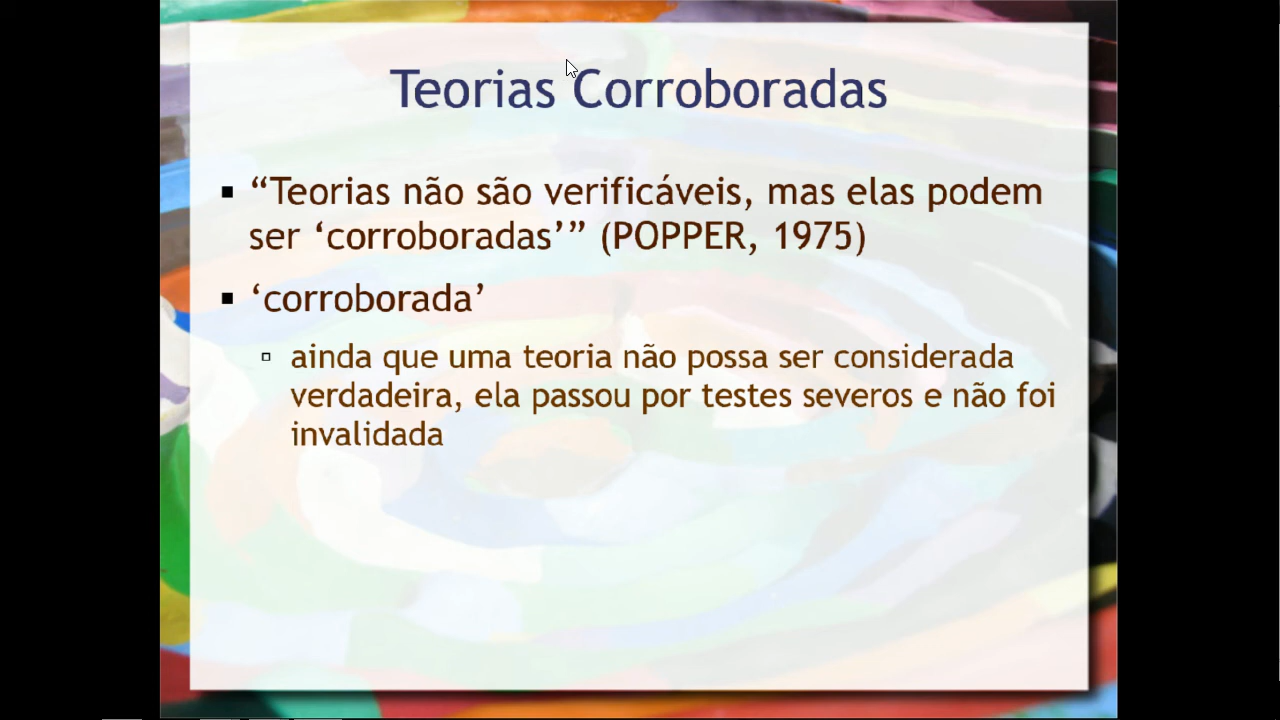 Teorias Corroboradas
“Teorias não são verificáveis, mas elas podem
ser ‘corroboradas’” (POPPER, 1975)
‘corroborada’
ainda que uma teoria não possa ser considerada
verdadeira, ela passou por testes severos e não foi
invalidada